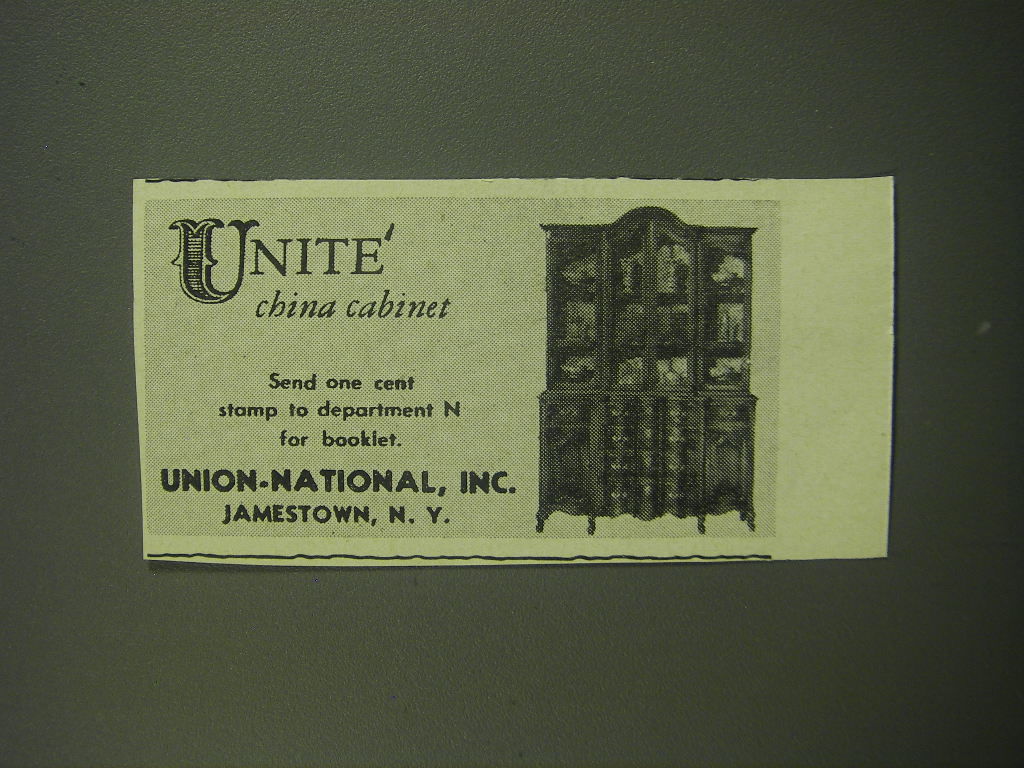 UNITE'
china cabinet
Send one cent
stamp to department N
for booklet.
UNION-NATIONAL, INC.
JAMESTOWN, N. Y.